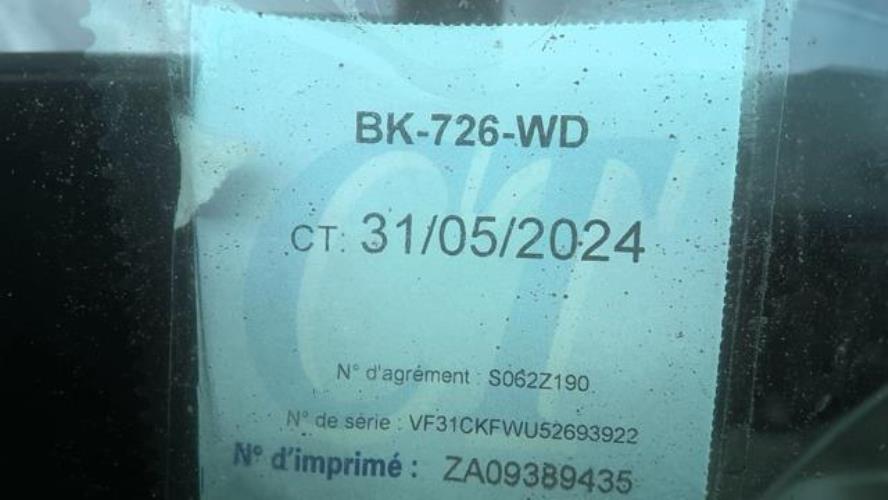 BK-726-WD
CT: 31/05/2024
N° d'agrément : S062Z190
N° de série : VF31CKFWU52693922
N° d'imprimé : ZA09389435